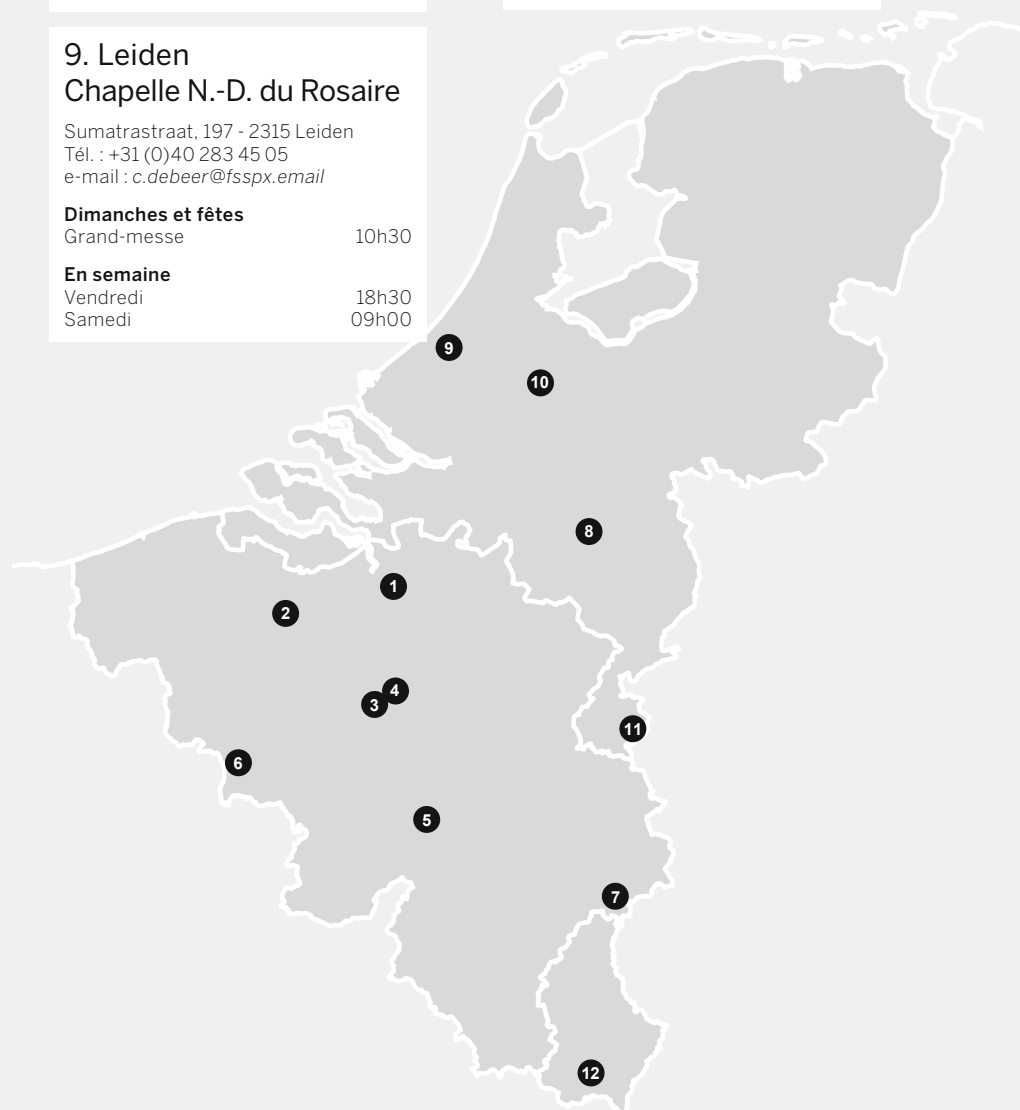 9. Leiden
Chapelle N.-D. du Rosaire
Sumatrastraat, 197 - 2315 Leiden
Tél. : +31 (0)40 283 45 05
e-mail : c.debeer@fsspx.email
Dimanches et fêtes
Grand-messe 10h30
En semaine
Vendredi 18h30
Samedi 09h00
9
10
8
1
2
4
3
11
6
5
7
12